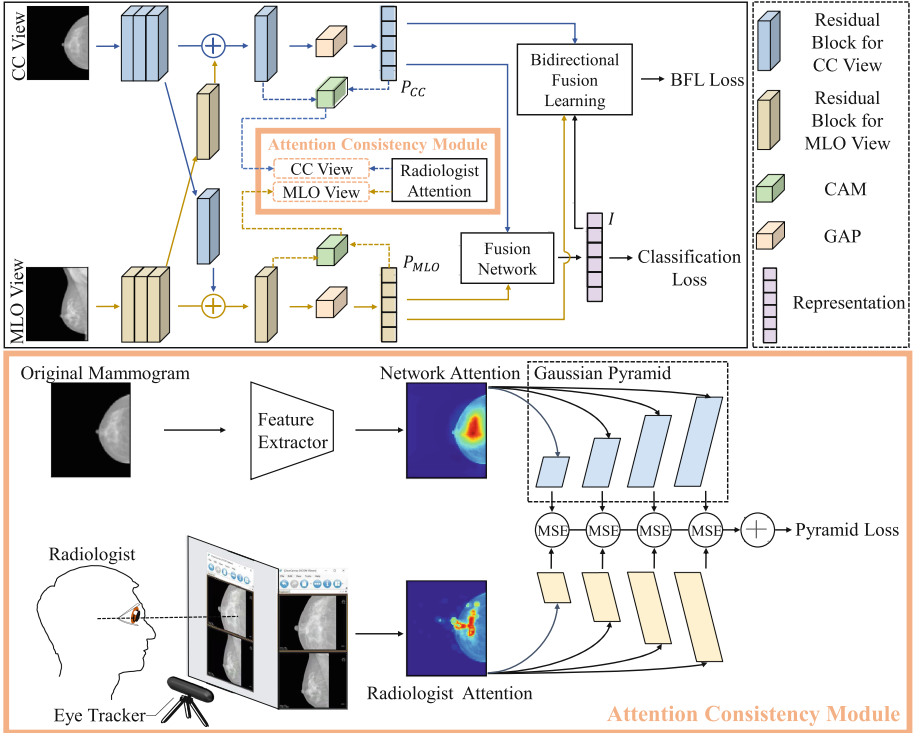 CC View
P_CC
Bidirectional
Fusion
Learning
BFL Loss
Attention Consistency Module
CC View
MLO View
Radiologist
Attention
MLO View
P_MLO
Fusion
Network
I
Classification
Loss
Residual
Block for
CC View
Residual
Block for
MLO View
CAM
GAP
Representation
Original Mammogram
Feature
Extractor
Network Attention
Gaussian Pyramid
MSE
MSE
MSE
MSE
Pyramid Loss
Radiologist
Eye Tracker
Radiologist Attention
Attention Consistency Module